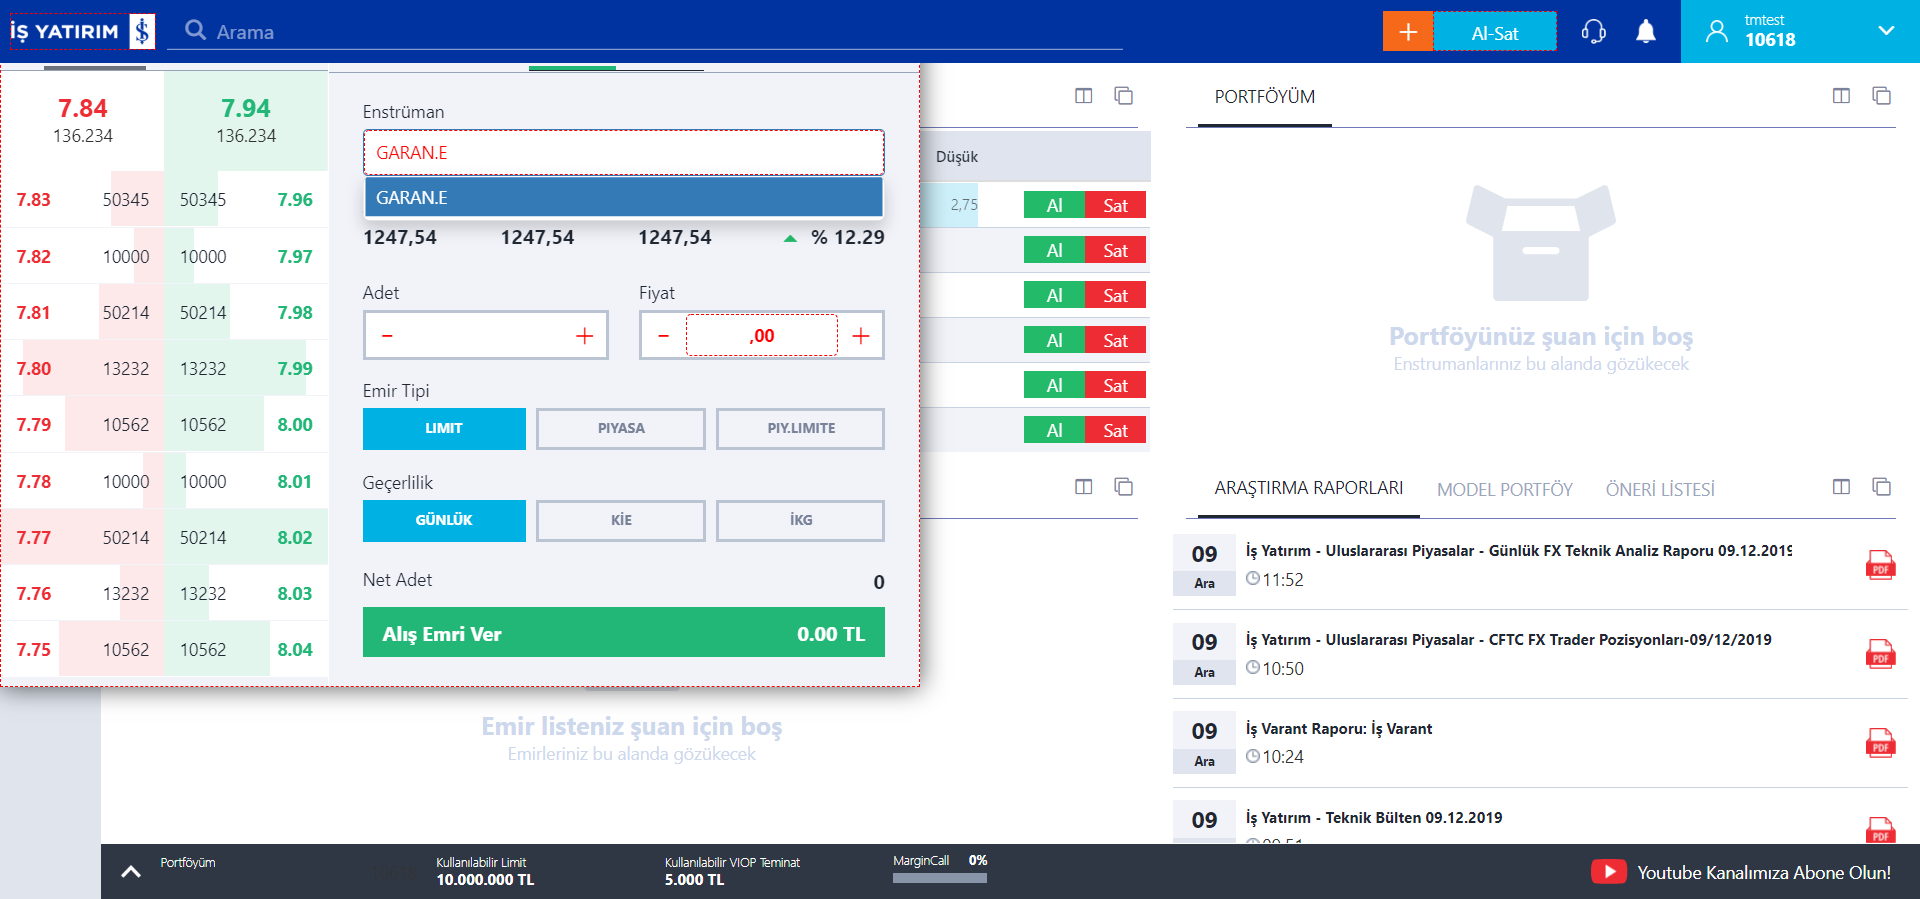 İŞ YATIRIM
Arama
Al-Sat
tmtest
10618
7.84
136.234
7.94
136.234
7.83 50345 50345 7.96
7.82 10000 10000 7.97
7.81 50214 50214 7.98
7.80 13232 13232 7.99
7.79 10562 10562 8.00
7.78 10000 10000 8.01
7.77 50214 50214 8.02
7.76 13232 13232 8.03
7.75 10562 10562 8.04
Enstrüman
GARAN.E
GARAN.E
1247,54 1247,54 1247,54 % 12.29
Adet Fiyat
- + - ,00 +
Emir Tipi
LIMIT PIYASA PIY.LIMITE
Geçerlilik
GÜNLÜK KİE İKG
Net Adet 0
Alış Emri Ver 0.00 TL
Düşük
2,75 Al Sat
Al Sat
Al Sat
Al Sat
Al Sat
Al Sat
Emir listeniz şuan için boş
Emirleriniz bu alanda gözükecek
PORTFÖYÜM
Portföyünüz şuan için boş
Enstrumanlarınız bu alanda gözükecek
ARAŞTIRMA RAPORLARI MODEL PORTFÖY ÖNERİ LİSTESİ
09 Ara
İş Yatırım - Uluslararası Piyasalar - Günlük FX Teknik Analiz Raporu 09.12.2019
11:52
PDF
09 Ara
İş Yatırım - Uluslararası Piyasalar - CFTC FX Trader Pozisyonları-09/12/2019
10:50
PDF
09 Ara
İş Varant Raporu: İş Varant
10:24
PDF
09
İş Yatırım - Teknik Bülten 09.12.2019
PDF
Portföyüm
Kullanılabilir Limit
10.000.000 TL
Kullanılabilir VIOP Teminat
5.000 TL
MarginCall 0%
Youtube Kanalımıza Abone Olun!